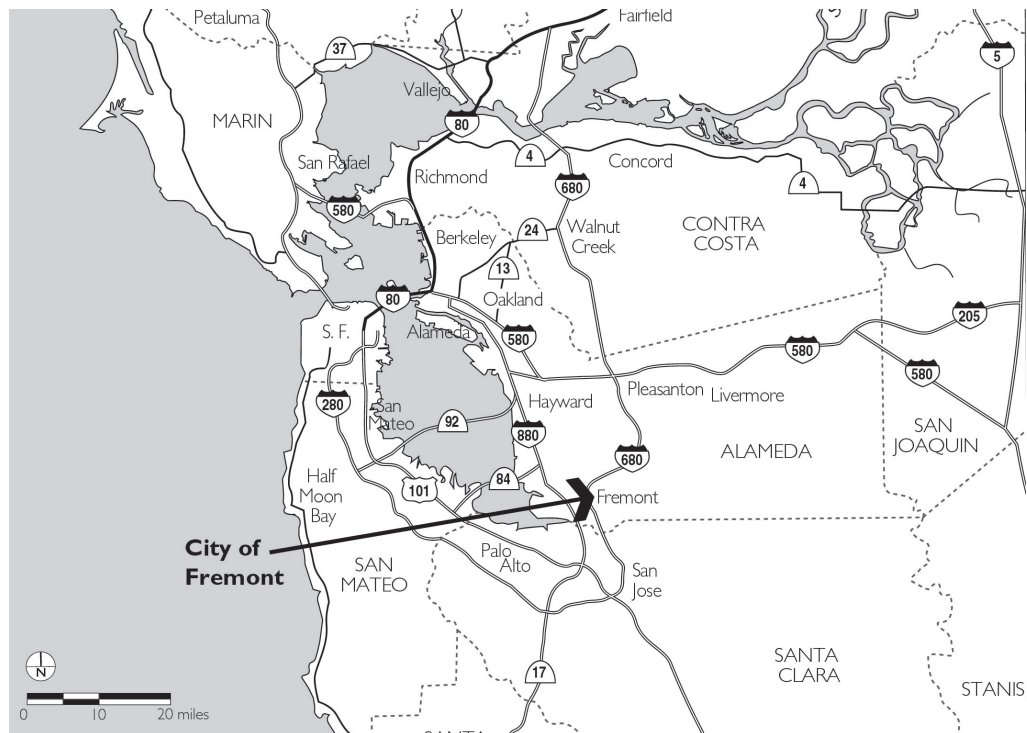 Petaluma
Fairfield
37
5
Vallejo
80
MARIN
San Rafael
4
Concord
Richmond
680
4
580
CONTRA
COSTA
Berkeley
24
Walnut
Creek
13
80
Oakland
205
S. F.
Alameda
580
580
580
Pleasanton
Livermore
280
San
Mateo
Hayward
92
880
SAN
JOAQUIN
ALAMEDA
680
Half
Moon
Bay
84
101
Fremont
City of
Fremont
Palo
Alto
SAN
MATEO
San
Jose
SANTA
CLARA
N
17
STANIS
0 10 20 miles